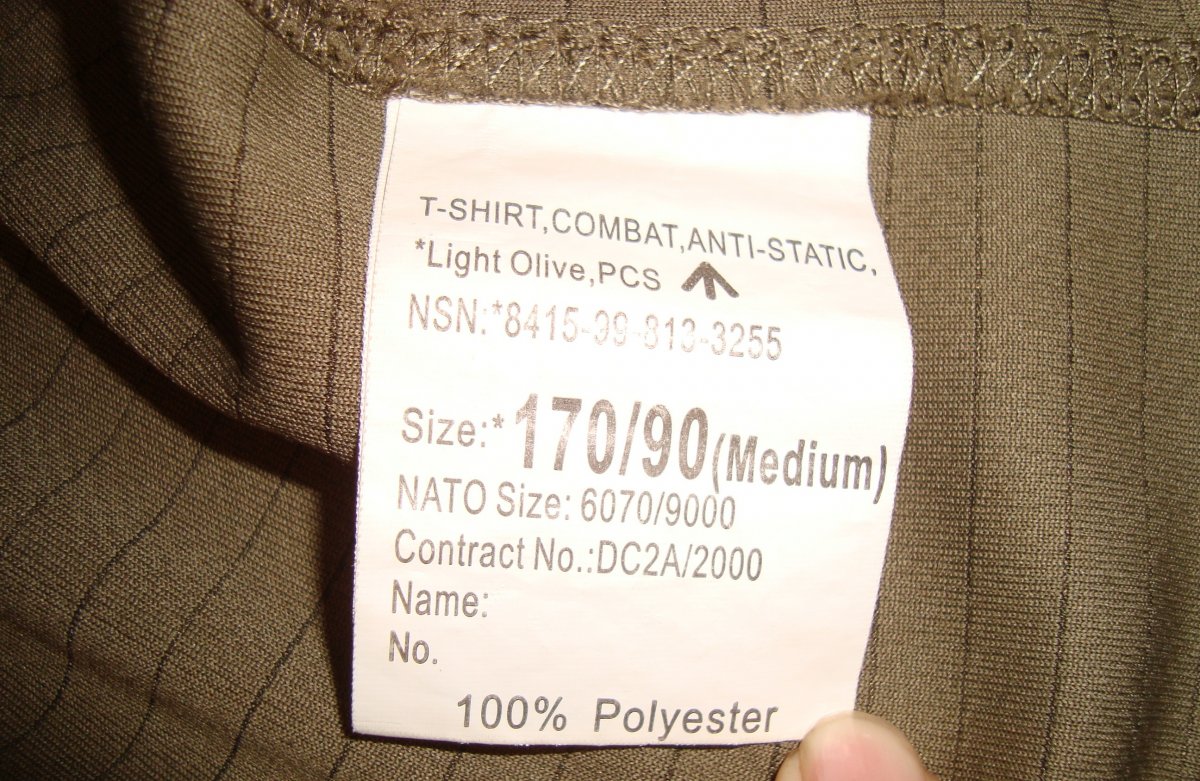 T-SHIRT,COMBAT,ANTI-STATIC,
*Light Olive,PCS
NSN:*8415-99-813-3255
Size:*170/90(Medium)
NATO Size: 6070/9000
Contract No.:DC2A/2000
Name:
No.
100% Polyester